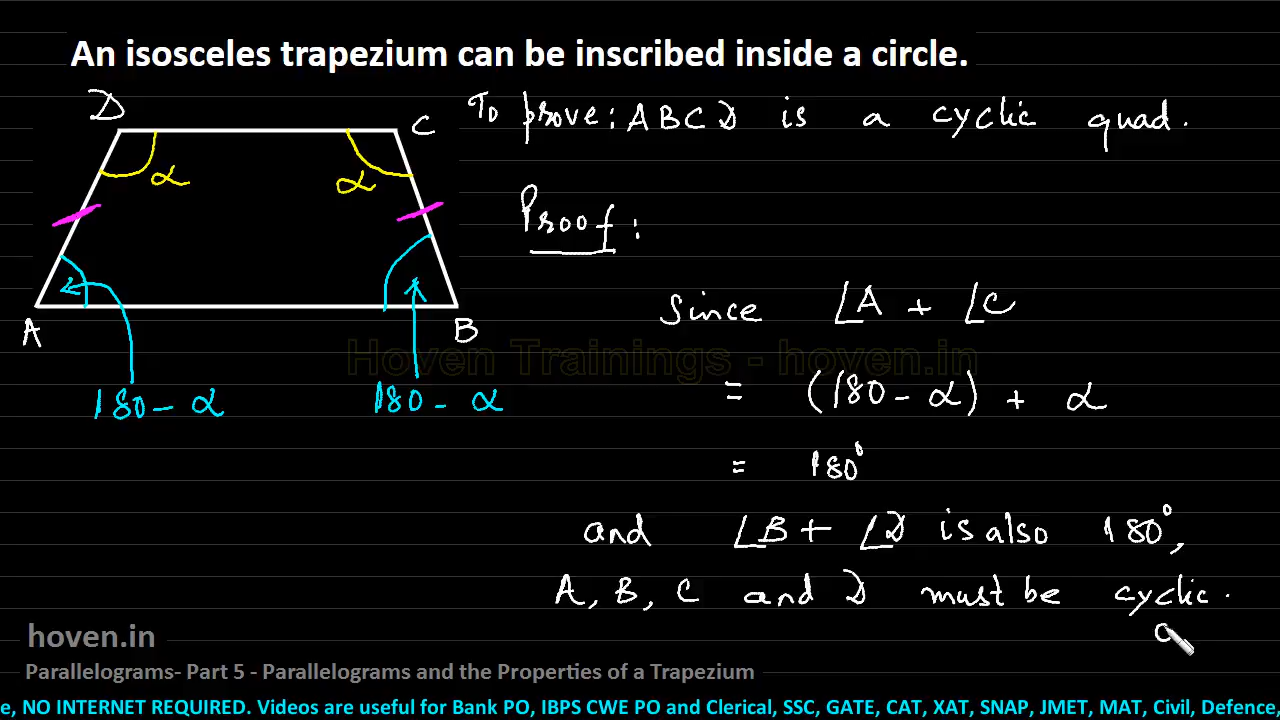 An isosceles trapezium can be inscribed inside a circle.
D
C
To prove: ABCD is a cyclic quad.
α
α
Proof:
A
B
180 - α
180 - α
Since ∠A + ∠C
Hoven Trainings - hoven.in
= (180 - α) + α
= 180°
and ∠B + ∠D is also 180°,
A, B, C and D must be cyclic.
hoven.in
Parallelograms- Part 5 - Parallelograms and the Properties of a Trapezium
e, NO INTERNET REQUIRED. Videos are useful for Bank PO, IBPS CWE PO and Clerical, SSC, GATE, CAT, XAT, SNAP, JMET, MAT, Civil, Defence,